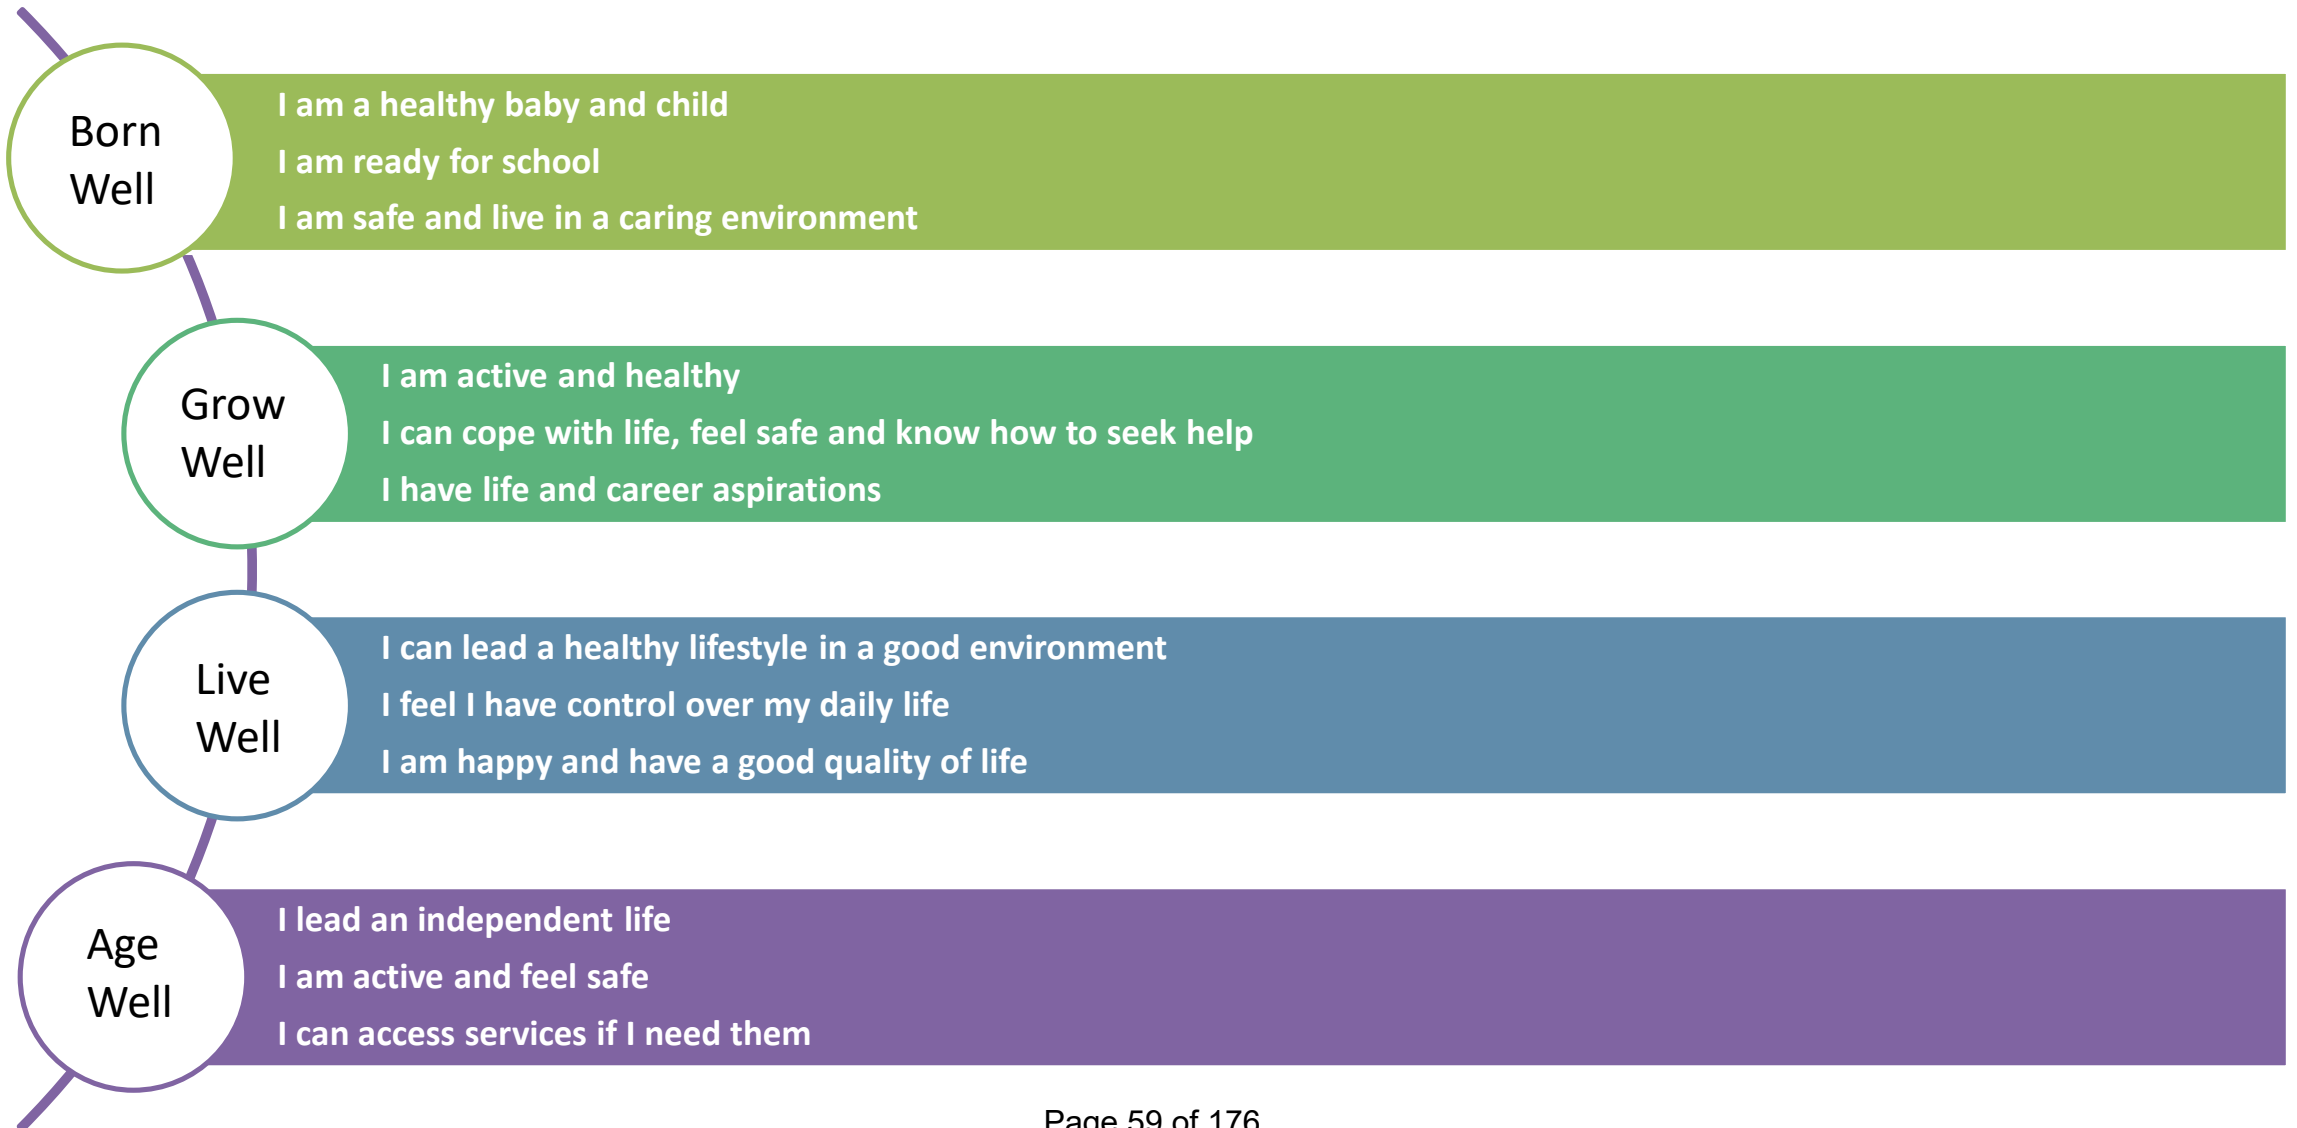 Born
Well
I am a healthy baby and child
I am ready for school
I am safe and live in a caring environment
Grow
Well
I am active and healthy
I can cope with life, feel safe and know how to seek help
I have life and career aspirations
Live
Well
I can lead a healthy lifestyle in a good environment
I feel I have control over my daily life
I am happy and have a good quality of life
Age
Well
I lead an independent life
I am active and feel safe
I can access services if I need them
Page 59 of 176